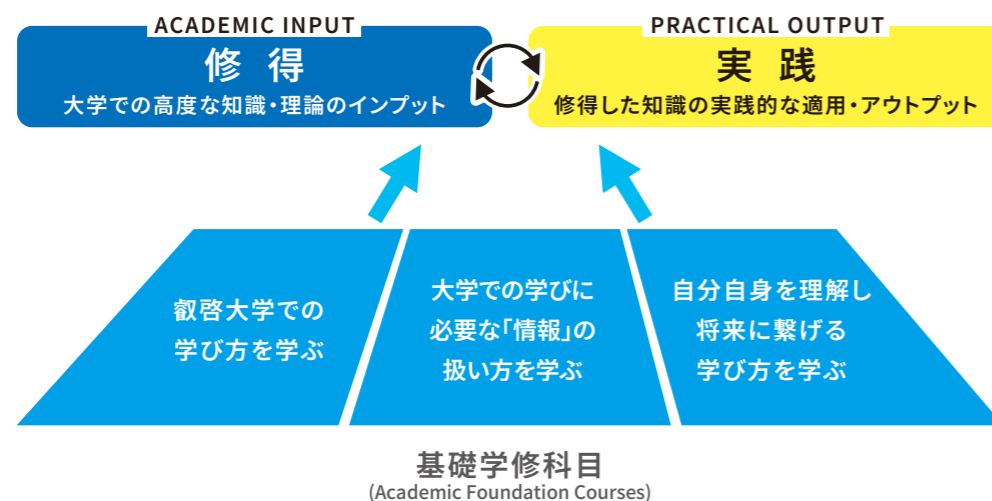 ACADEMIC INPUT
修得
大学での高度な知識・理論のインプット
PRACTICAL OUTPUT
実践
修得した知識の実践的な適用・アウトプット
叡啓大学での
学び方を学ぶ
大学での学びに
必要な「情報」の
扱い方を学ぶ
自分自身を理解し
将来に繋げる
学び方を学ぶ
基礎学修科目
(Academic Foundation Courses)